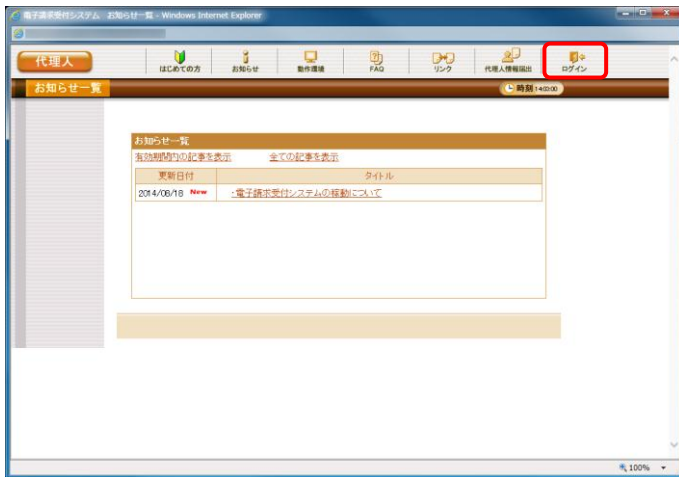 電子請求受付システム お知らせ一覧 - Windows Internet Explorer
代理人
はじめての方 お知らせ 動作環境 FAQ リンク 代理人情報届出 ログイン
お知らせ一覧
時刻 14:03:00
お知らせ一覧
有効期間内の記事を表示 全ての記事を表示
更新日付 タイトル
2014/08/18 New ・電子請求受付システムの稼動について
100%